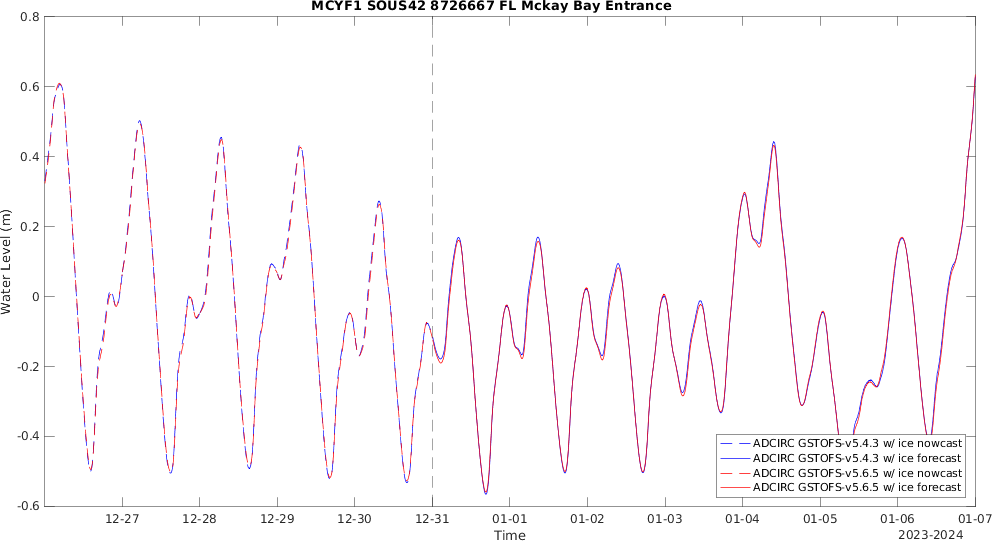 MCYF1 SOUS42 8726667 FL Mckay Bay Entrance
0.8
0.6
0.4
0.2
0
-0.2
-0.4
-0.6
Water Level (m)
ADCIRC GSTOFS-v5.4.3 w/ ice nowcast
ADCIRC GSTOFS-v5.4.3 w/ ice forecast
ADCIRC GSTOFS-v5.6.5 w/ ice nowcast
ADCIRC GSTOFS-v5.6.5 w/ ice forecast
12-27 12-28 12-29 12-30 12-31 01-01 01-02 01-03 01-04 01-05 01-06 01-07
Time
2023-2024